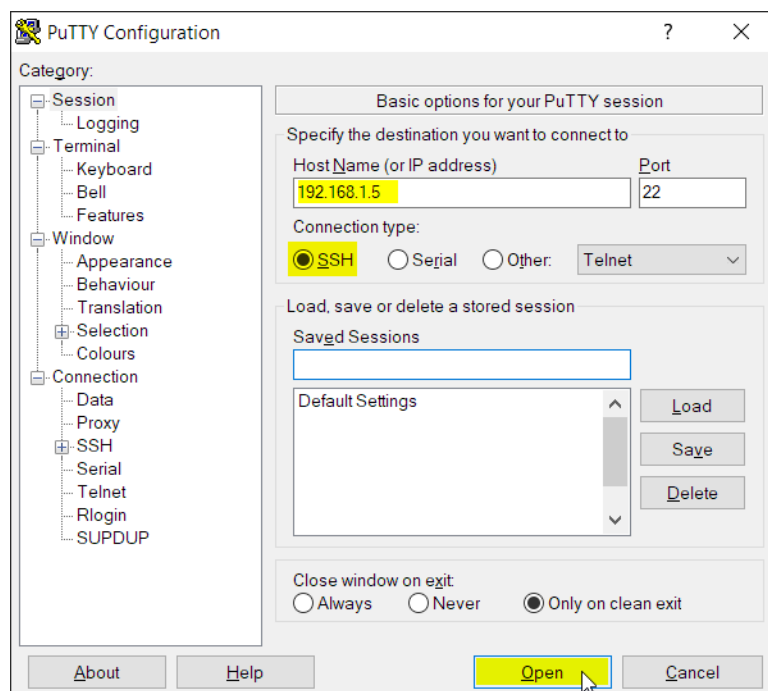 PuTTY Configuration
?
Category:
Session
Logging
Terminal
Keyboard
Bell
Features
Window
Appearance
Behaviour
Translation
Selection
Colours
Connection
Data
Proxy
SSH
Serial
Telnet
Rlogin
SUPDUP
Basic options for your PuTTY session
Specify the destination you want to connect to
Host Name (or IP address) Port
192.168.1.5 22
Connection type:
SSH Serial Other: Telnet
Load, save or delete a stored session
Saved Sessions
Default Settings
Load
Save
Delete
Close window on exit:
Always Never Only on clean exit
About Help Open Cancel